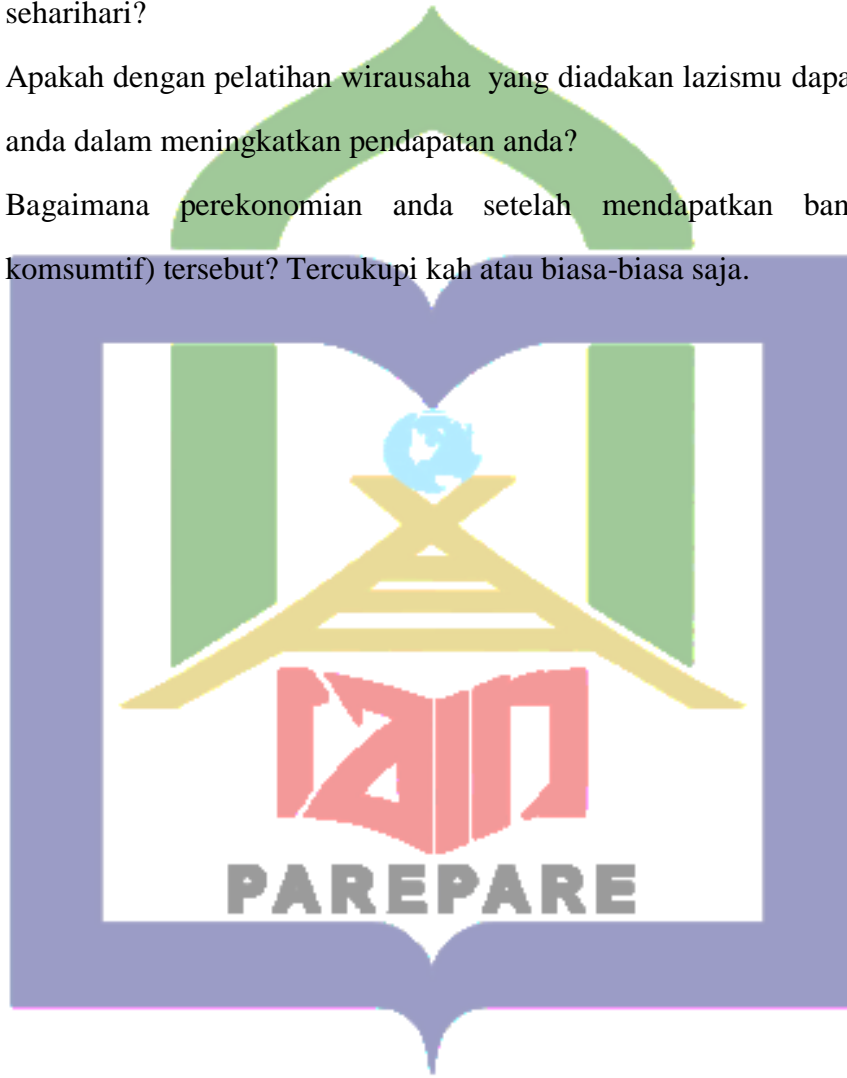 seharihari?
Apakah dengan pelatihan wirausaha yang diadakan lazismu dapa
anda dalam meningkatkan pendapatan anda?
Bagaimana perekonomian anda setelah mendapatkan ban
komsumtif) tersebut? Tercukupi kah atau biasa-biasa saja.
iain
PAREPARE